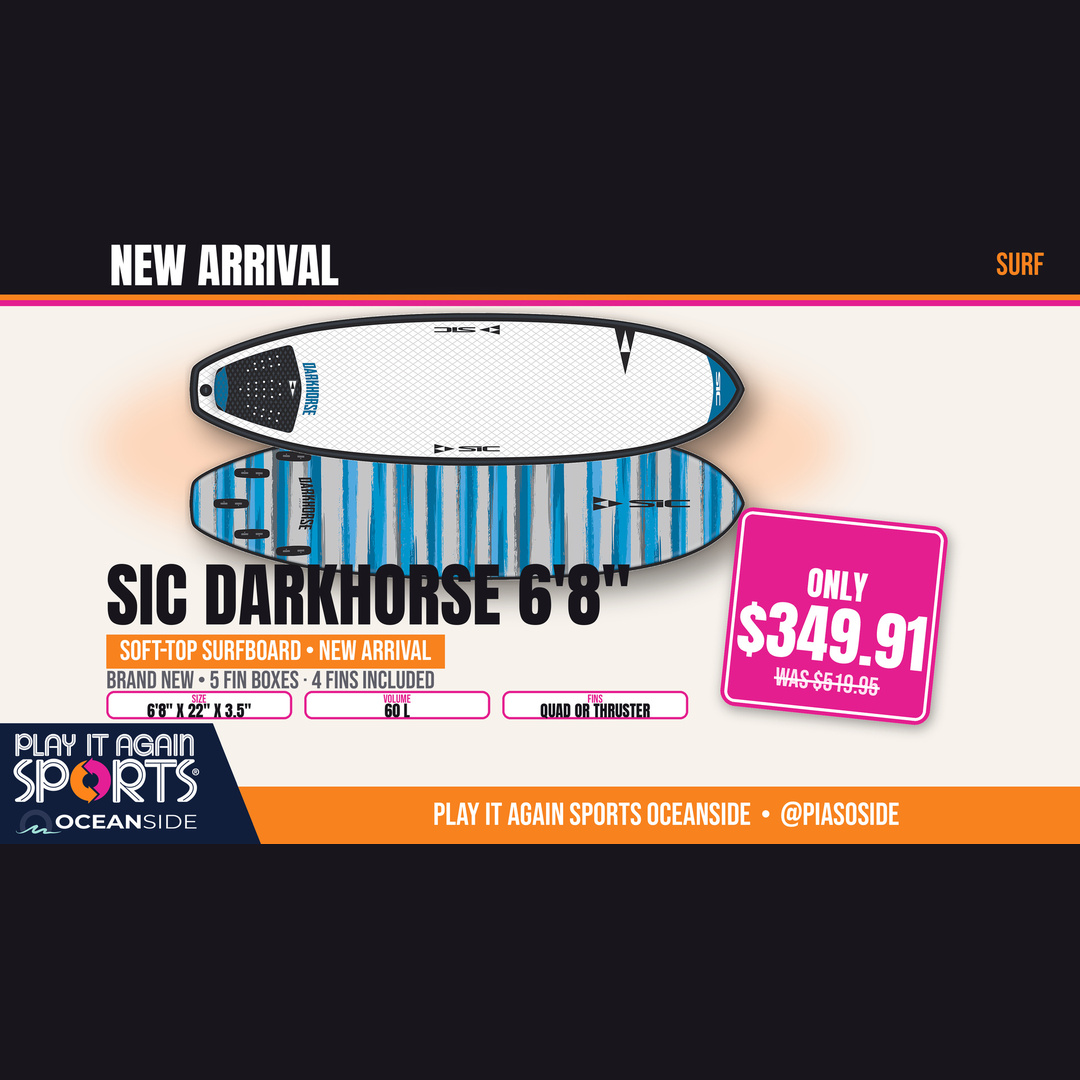 NEW ARRIVAL
SURF
SIC
DARKHORSE
SIC
SIC
DARKHORSE
SIC
SIC DARKHORSE 6'8"
SOFT-TOP SURFBOARD • NEW ARRIVAL
BRAND NEW • 5 FIN BOXES · 4 FINS INCLUDED
SIZE
6'8" X 22" X 3.5"
VOLUME
60 L
FINS
QUAD OR THRUSTER
ONLY
$349.91
WAS $519.95
PLAY IT AGAIN
SPORTS®
OCEANSIDE
PLAY IT AGAIN SPORTS OCEANSIDE • @PIASOSIDE